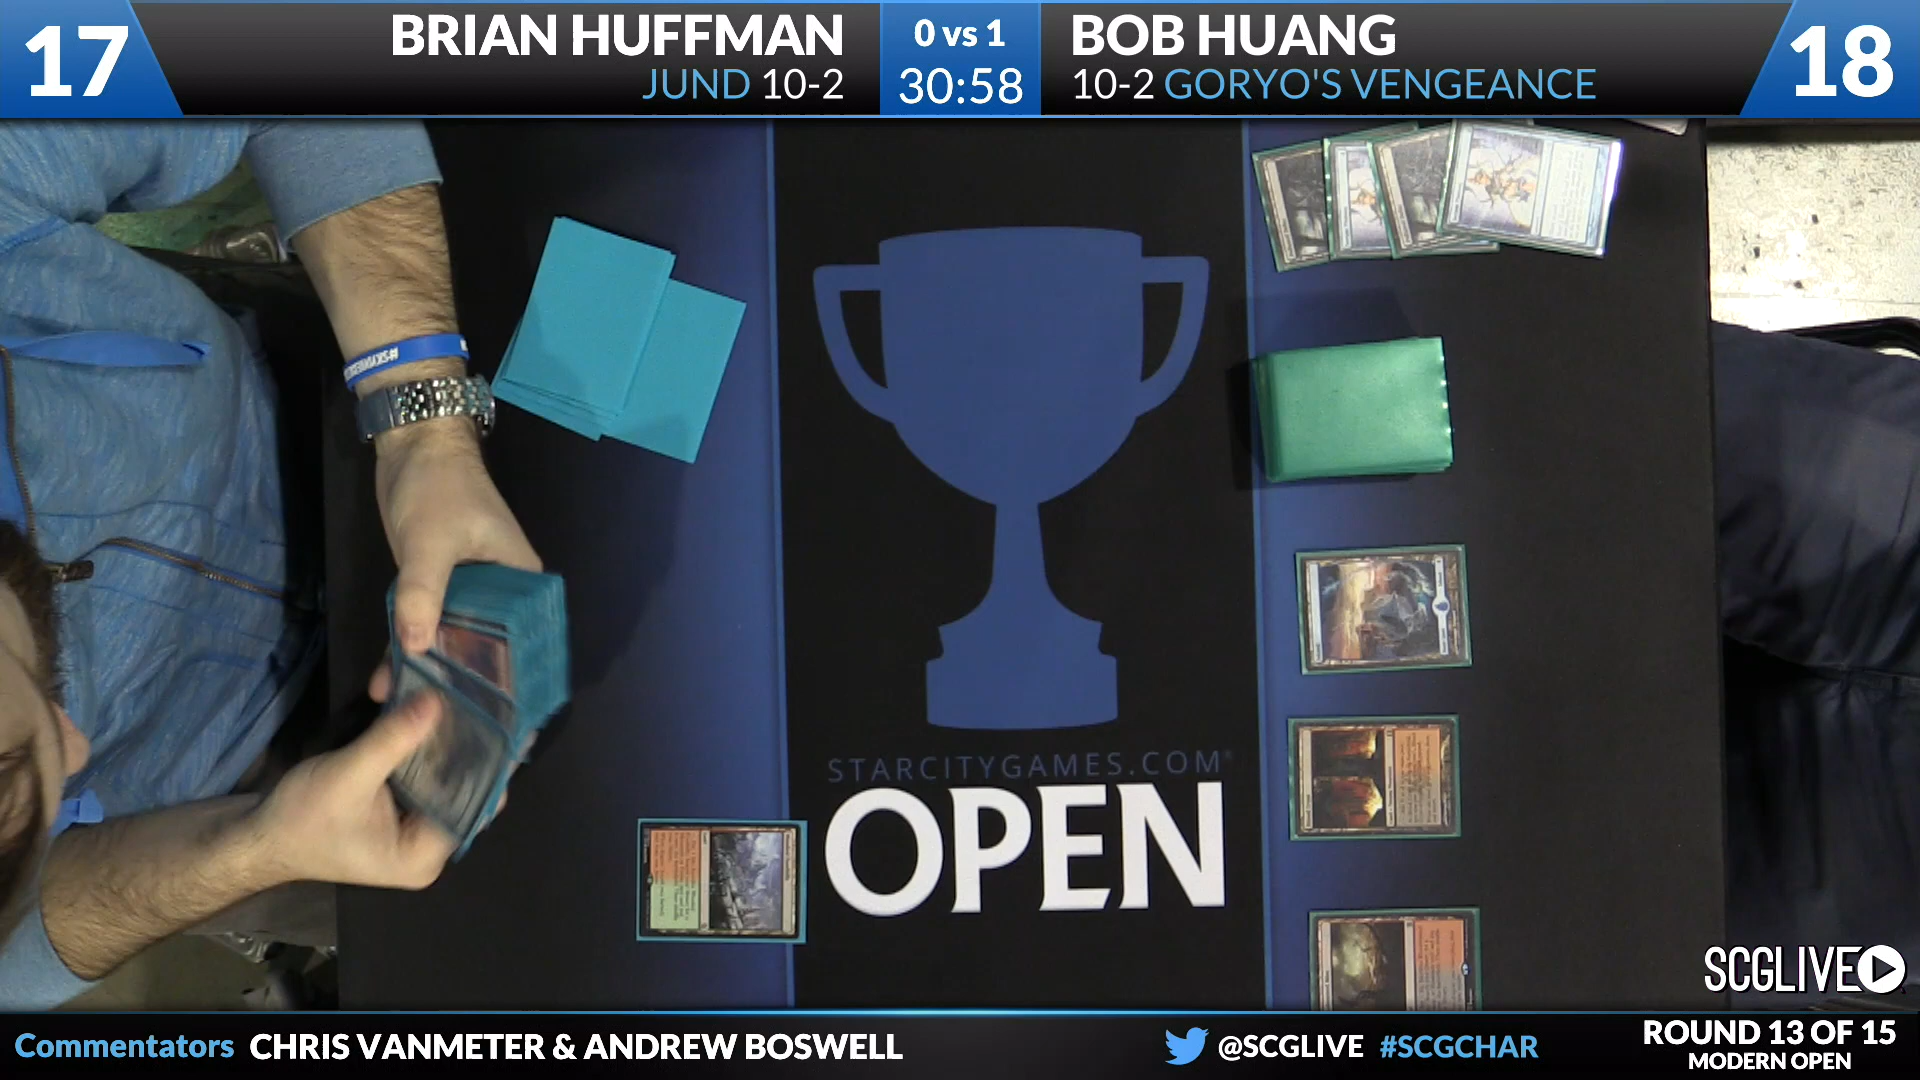 17
BRIAN HUFFMAN
JUND 10-2
0 vs 1
30:58
BOB HUANG
10-2 GORYO'S VENGEANCE
18
STARCITYGAMES.COM®
OPEN
SCGLIVE
Commentators CHRIS VANMETER & ANDREW BOSWELL
@SCGLIVE #SCGCHAR
ROUND 13 OF 15
MODERN OPEN